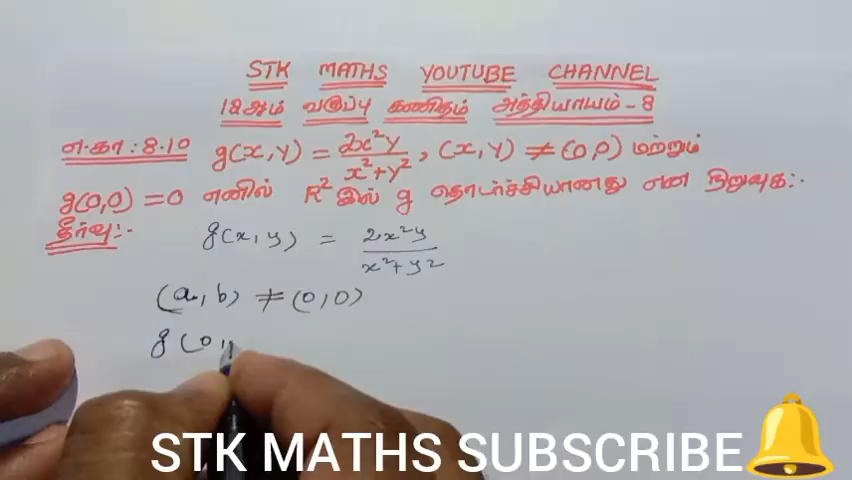 STK MATHS YOUTUBE CHANNEL
12ஆம் வகுப்பு கணிதம் அத்தியாயம் - 8
எ.கா : 8.10 g(x,y) = 2x²y / x²+y² , (x,y) ≠ (0,0) மற்றும்
g(0,0) = 0 எனில் R² இல் g தொடர்ச்சியானது என நிறுவுக:-
தீர்வு:- g(x,y) = 2x²y / x²+y²
(a,b) ≠ (0,0)
g(0,
STK MATHS SUBSCRIBE